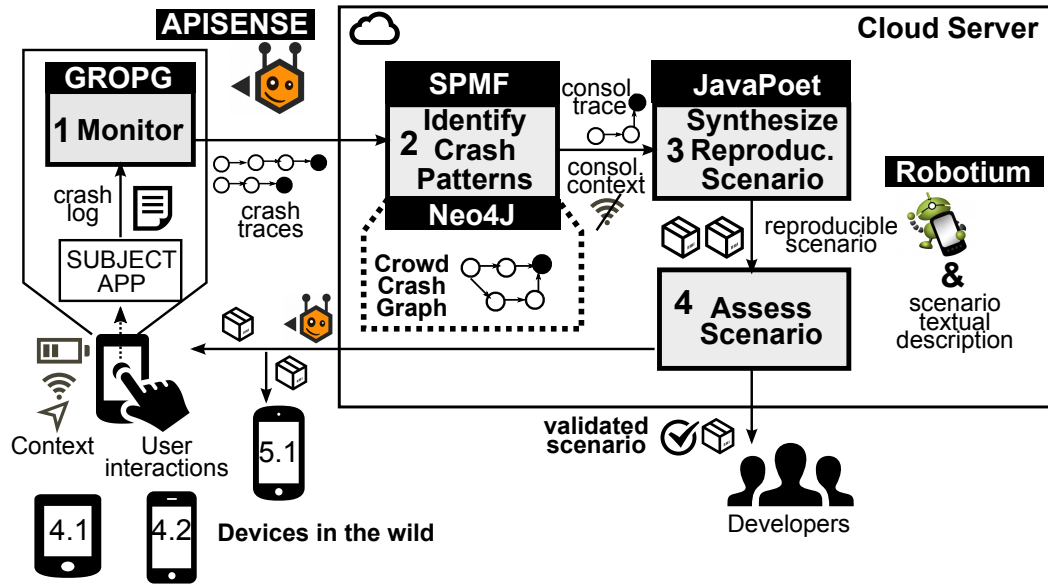 APISENSE
Cloud Server
GROPG
1 Monitor
crash
log
SUBJECT
APP
crash
traces
SPMF
2 Identify
Crash
Patterns
Neo4J
Crowd
Crash
Graph
consol.
trace
consol.
context
JavaPoet
3 Synthesize
Reproduc.
Scenario
Robotium
&
scenario
textual
description
reproducible
scenario
4 Assess
Scenario
Context
User
interactions
5.1
validated
scenario
Developers
4.1
4.2
Devices in the wild